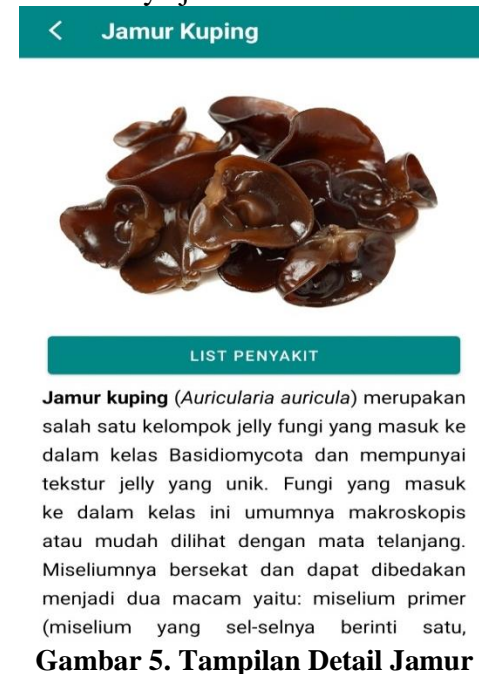 Jamur Kuping
LIST PENYAKIT
Jamur kuping (Auricularia auricula) merupakan
salah satu kelompok jelly fungi yang masuk ke
dalam kelas Basidiomycota dan mempunyai
tekstur jelly yang unik. Fungi yang masuk
ke dalam kelas ini umumnya makroskopis
atau mudah dilihat dengan mata telanjang.
Miseliumnya bersekat dan dapat dibedakan
menjadi dua macam yaitu: miselium primer
(miselium yang sel-selnya berinti satu,
Gambar 5. Tampilan Detail Jamur